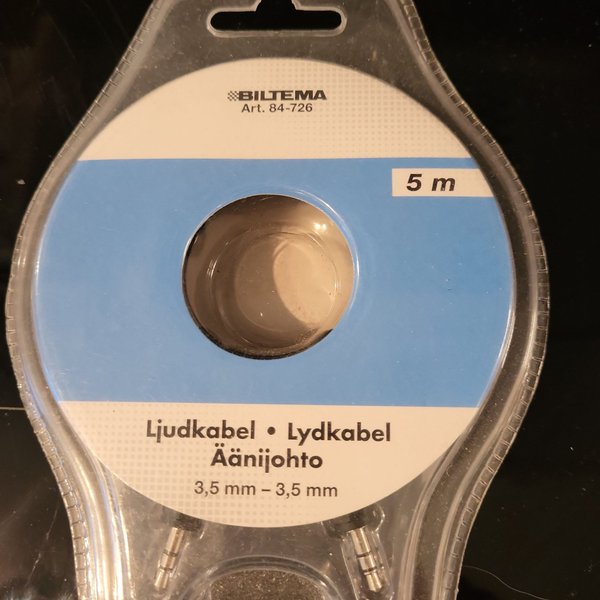 BILTEMA
Art. 84-726
5 m
Ljudkabel • Lydkabel
Äänijohto
3,5 mm – 3,5 mm